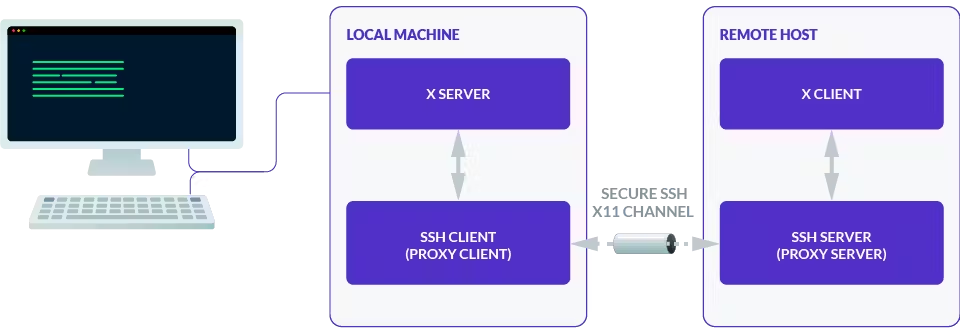 LOCAL MACHINE
X SERVER
SSH CLIENT
(PROXY CLIENT)
SECURE SSH
X11 CHANNEL
REMOTE HOST
X CLIENT
SSH SERVER
(PROXY SERVER)